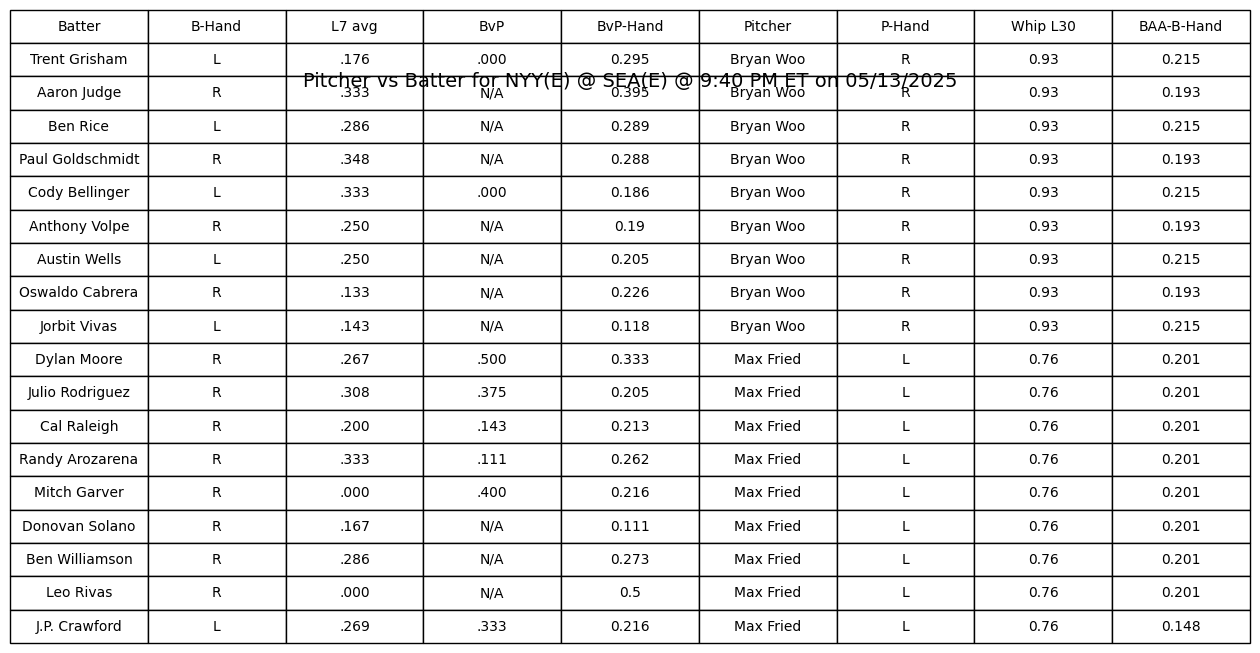 Batter B-Hand L7 avg BvP BvP-Hand Pitcher P-Hand Whip L30 BAA-B-Hand
Trent Grisham L .176 .000 0.295 Bryan Woo R 0.93 0.215
Pitcher vs Batter for NYY(E) @ SEA(E) @ 9:40 PM ET on 05/13/2025
Aaron Judge R .333 N/A 0.395 Bryan Woo R 0.93 0.193
Ben Rice L .286 N/A 0.289 Bryan Woo R 0.93 0.215
Paul Goldschmidt R .348 N/A 0.288 Bryan Woo R 0.93 0.193
Cody Bellinger L .333 .000 0.186 Bryan Woo R 0.93 0.215
Anthony Volpe R .250 N/A 0.19 Bryan Woo R 0.93 0.193
Austin Wells L .250 N/A 0.205 Bryan Woo R 0.93 0.215
Oswaldo Cabrera R .133 N/A 0.226 Bryan Woo R 0.93 0.193
Jorbit Vivas L .143 N/A 0.118 Bryan Woo R 0.93 0.215
Dylan Moore R .267 .500 0.333 Max Fried L 0.76 0.201
Julio Rodriguez R .308 .375 0.205 Max Fried L 0.76 0.201
Cal Raleigh R .200 .143 0.213 Max Fried L 0.76 0.201
Randy Arozarena R .333 .111 0.262 Max Fried L 0.76 0.201
Mitch Garver R .000 .400 0.216 Max Fried L 0.76 0.201
Donovan Solano R .167 N/A 0.111 Max Fried L 0.76 0.201
Ben Williamson R .286 N/A 0.273 Max Fried L 0.76 0.201
Leo Rivas R .000 N/A 0.5 Max Fried L 0.76 0.201
J.P. Crawford L .269 .333 0.216 Max Fried L 0.76 0.148